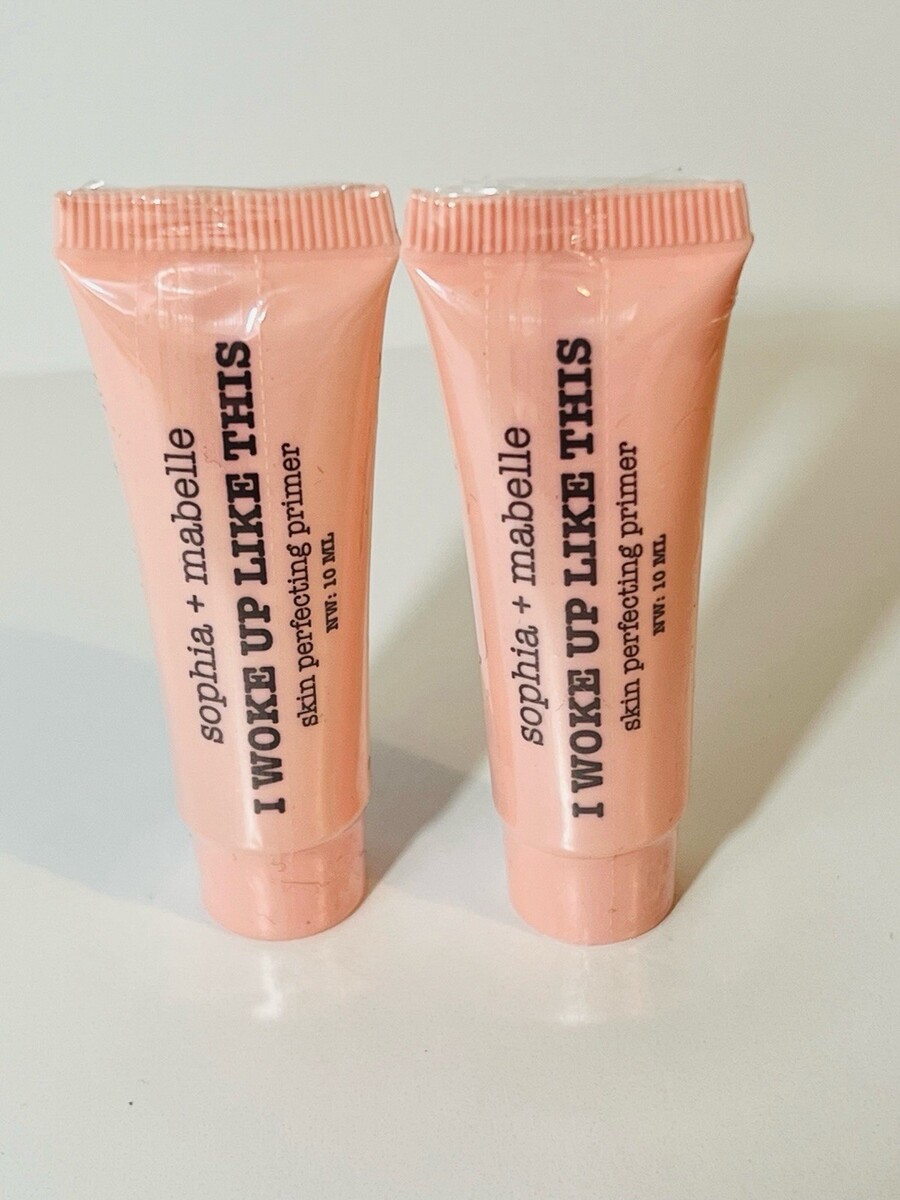 sophia + mabelle
I WOKE UP LIKE THIS
skin perfecting primer
NW: 10 ML
sophia + mabelle
I WOKE UP LIKE THIS
skin perfecting primer
NW: 10 ML